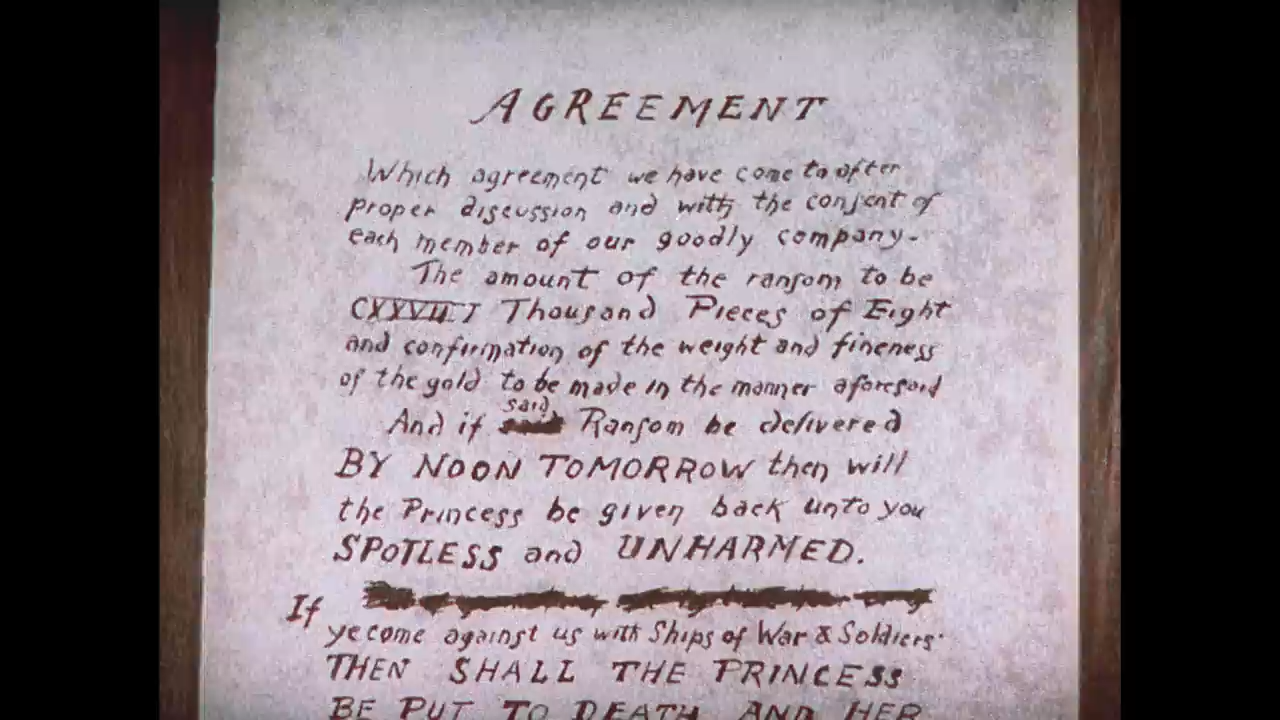 AGREEMENT
Which agreement we have come to after
proper discussion and with the conſent of
each member of our goodly company.
The amount of the ranſom to be
CXXVIII Thousand Pieces of Eight
and confirmation of the weight and fineness
of the gold to be made in the manner aforesaid
said
And if Ranſom be delivered
BY NOON TOMORROW then will
the Princess be given back unto you
SPOTLESS and UNHARMED.
If
ye come against us with Ships of War & Soldiers
THEN SHALL THE PRINCESS
BE PUT TO DEATH AND HER